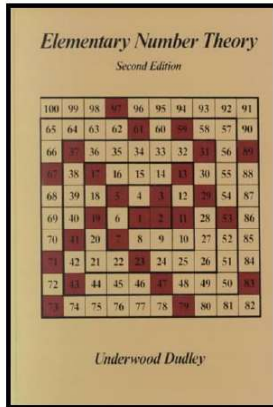 Elementary Number Theory
Second Edition
100 99 98 97 96 95 94 93 92 91
65 64 63 62 61 60 59 58 57 90
66 37 36 35 34 33 32 31 56 89
67 38 17 16 15 14 13 30 55 88
68 39 18 5 4 3 12 29 54 87
69 40 19 6 1 2 11 28 53 86
70 41 20 7 8 9 10 27 52 85
71 42 21 22 23 24 25 26 51 84
72 43 44 45 46 47 48 49 50 83
73 74 75 76 77 78 79 80 81 82
Underwood Dudley